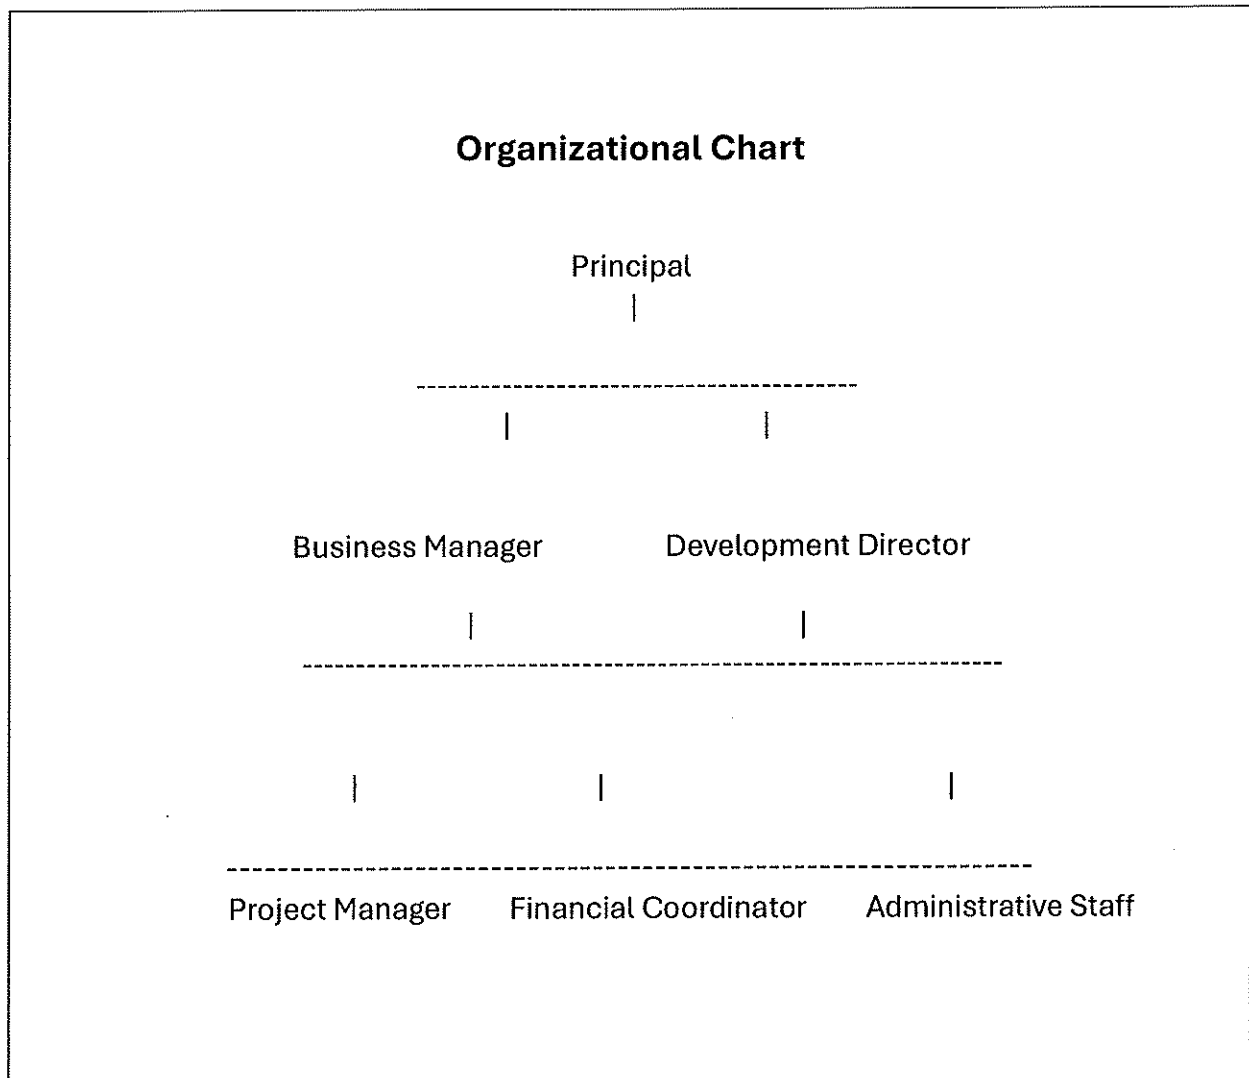 Organizational Chart
Principal
|
------------------------------------------
| |
Business Manager Development Director
| |
-------------------------------------------------------------------
| | |
-----------------------------------------------------------------------------
Project Manager Financial Coordinator Administrative Staff